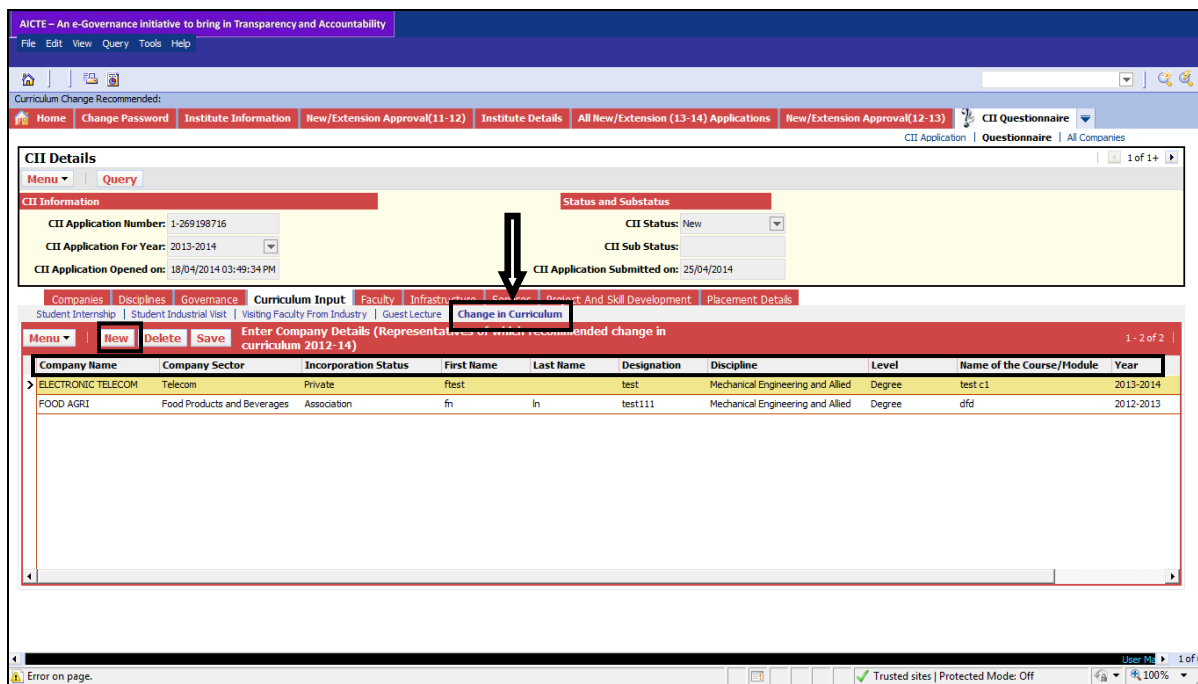 AICTE – An e-Governance initiative to bring in Transparency and Accountability
File Edit View Query Tools Help
Curriculum Change Recommended:
Home Change Password Institute Information New/Extension Approval(11-12) Institute Details All New/Extension (13-14) Applications New/Extension Approval(12-13) CII Questionnaire
CII Application | Questionnaire | All Companies
CII Details 1 of 1+
Menu Query
CII Information Status and Substatus
CII Application Number: 1-269198716 CII Status: New
CII Application For Year: 2013-2014 CII Sub Status:
CII Application Opened on: 18/04/2014 03:49:34 PM CII Application Submitted on: 25/04/2014
Companies Disciplines Governance Curriculum Input Faculty Infrastructure Services Project And Skill Development Placement Details
Student Internship | Student Industrial Visit | Visiting Faculty From Industry | Guest Lecture Change in Curriculum
Menu New Delete Save Enter Company Details (Representatives of which recommended change in curriculum 2012-14) 1 - 2 of 2
Company Name Company Sector Incorporation Status First Name Last Name Designation Discipline Level Name of the Course/Module Year
ELECTRONIC TELECOM Telecom Private ftest test Mechanical Engineering and Allied Degree test c1 2013-2014
FOOD AGRI Food Products and Beverages Association fn ln test111 Mechanical Engineering and Allied Degree dfd 2012-2013
User Ma 1 of
Error on page. Trusted sites | Protected Mode: Off 100%